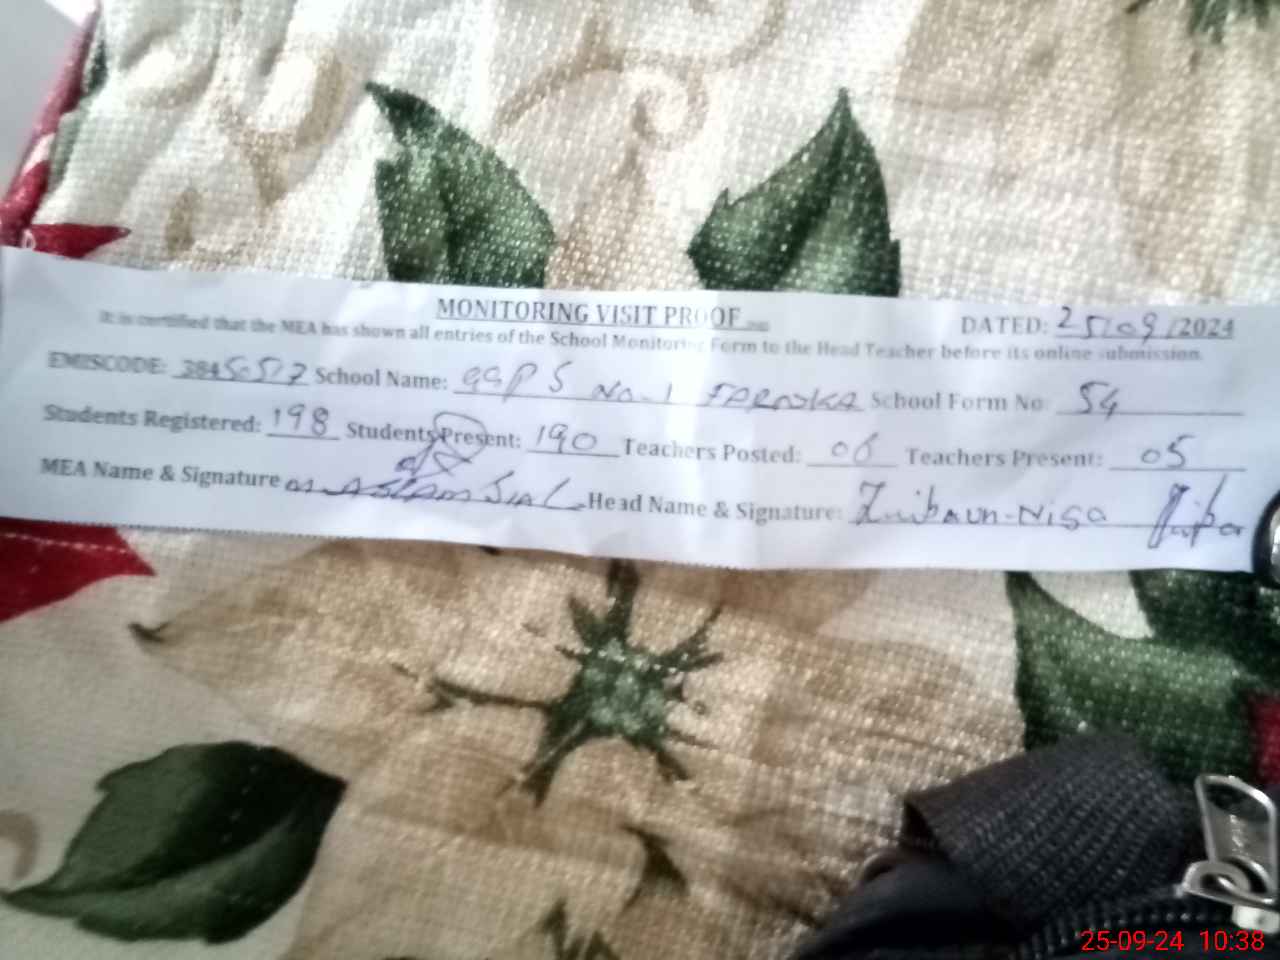 MONITORING VISIT PROOF
DATED: 25/09/2024
It is certified that the MEA has shown all entries of the School Monitoring Form to the Head Teacher before its online submission.
EMISCODE: School Name: GGPS No-1 FAROOKA School Form No: 54
Students Registered: 198 Students Present: 190 Teachers Posted: 06 Teachers Present: 05
MEA Name & Signature M ASLAM SIAL Head Name & Signature: Zaibaun-Nisa
25-09-24 10:38